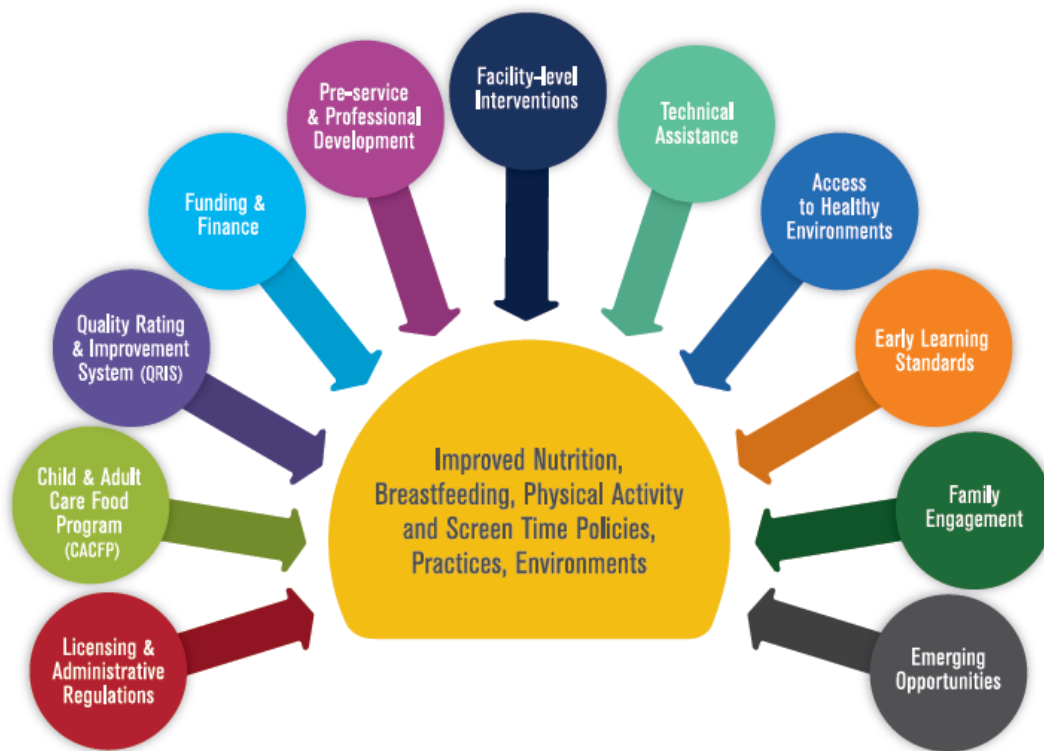 Facility-level
Interventions
Pre-service
& Professional
Development
Technical
Assistance
Funding &
Finance
Access
to Healthy
Environments
Quality Rating
& Improvement
System (QRIS)
Early Learning
Standards
Child & Adult
Care Food
Program
(CACFP)
Improved Nutrition,
Breastfeeding, Physical Activity
and Screen Time Policies,
Practices, Environments
Family
Engagement
Licensing &
Administrative
Regulations
Emerging
Opportunities